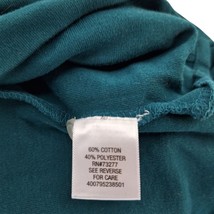 60% COTTON
40% POLYESTER
RN#73277
SEE REVERSE
FOR CARE
400795238501